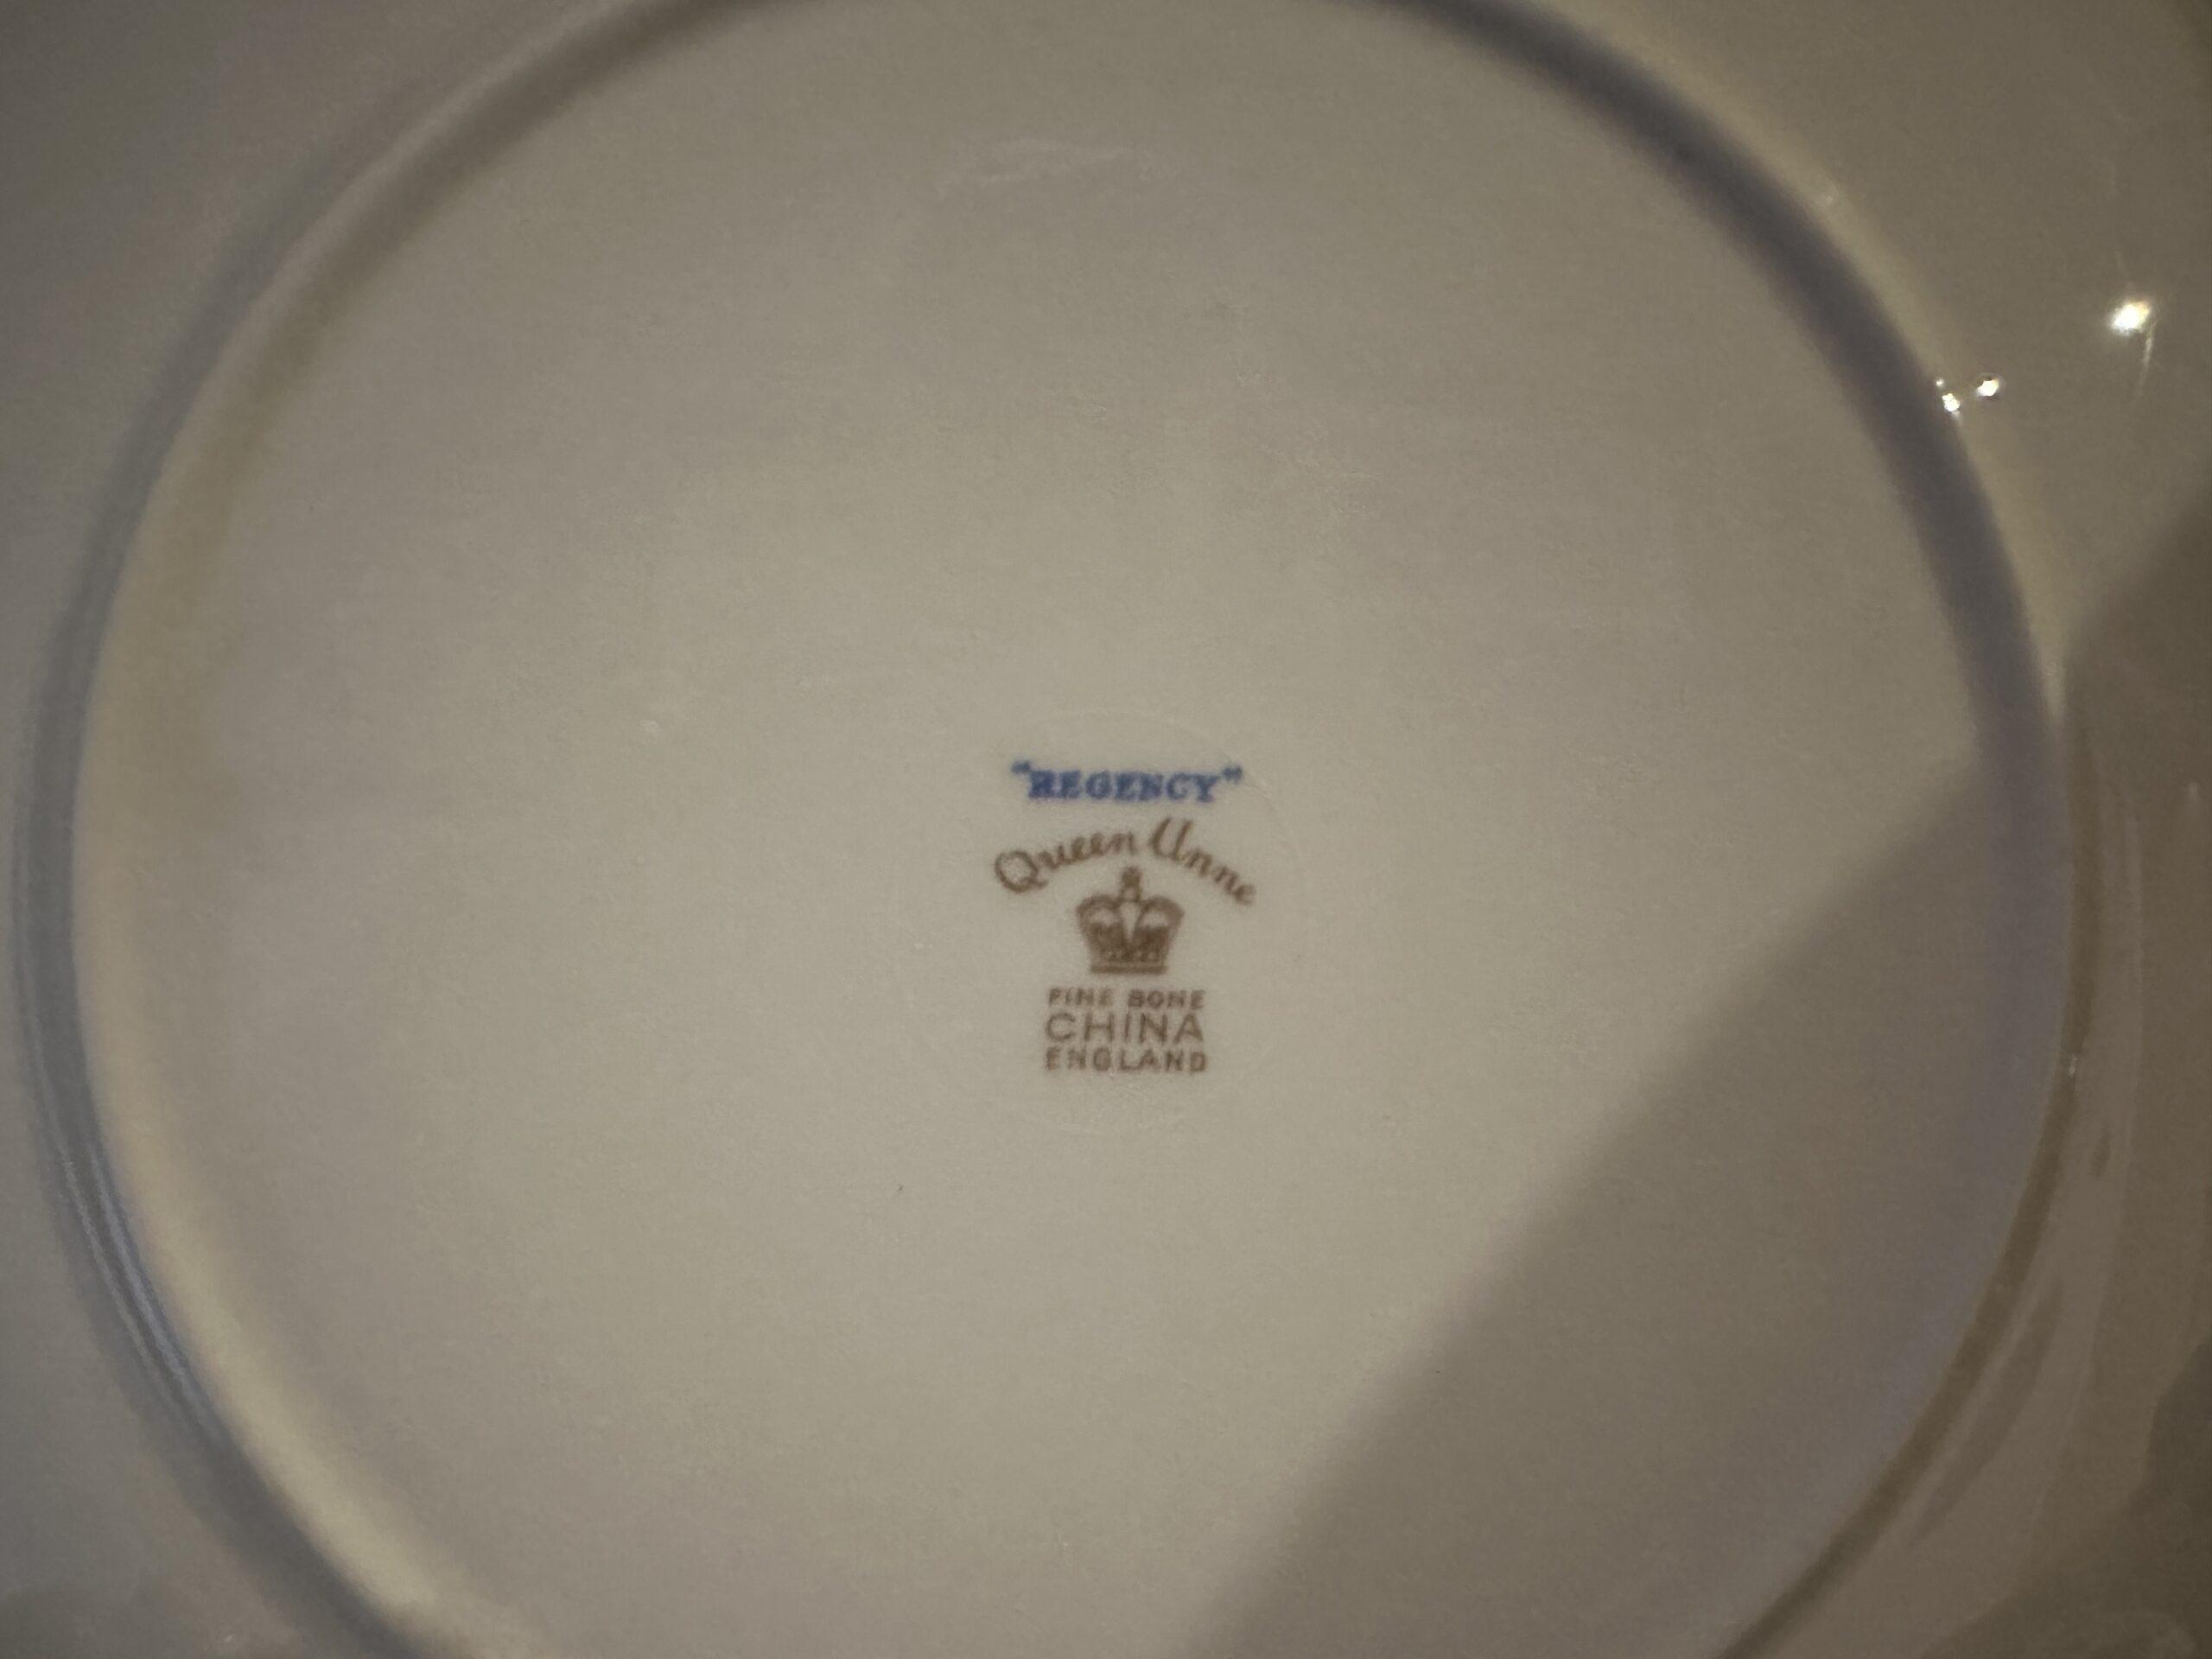 "REGENCY"
Queen Anne
FINE BONE
CHINA
ENGLAND